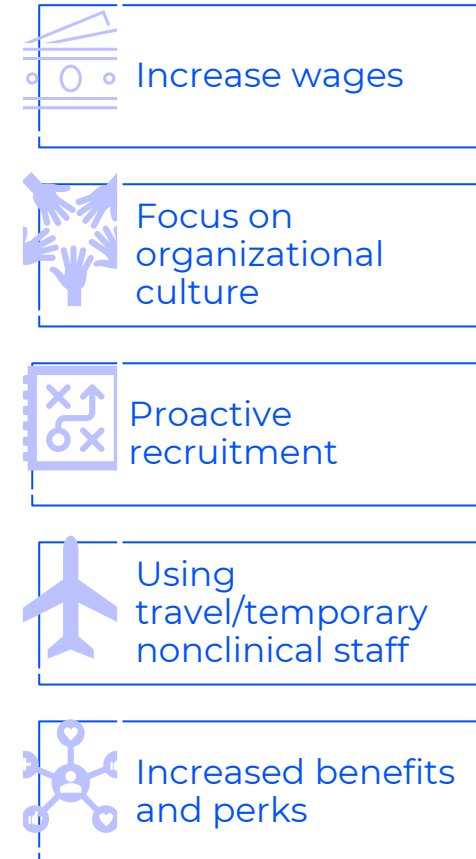 Increase wages
Focus on
organizational
culture
Proactive
recruitment
Using
travel/temporary
nonclinical staff
Increased benefits
and perks